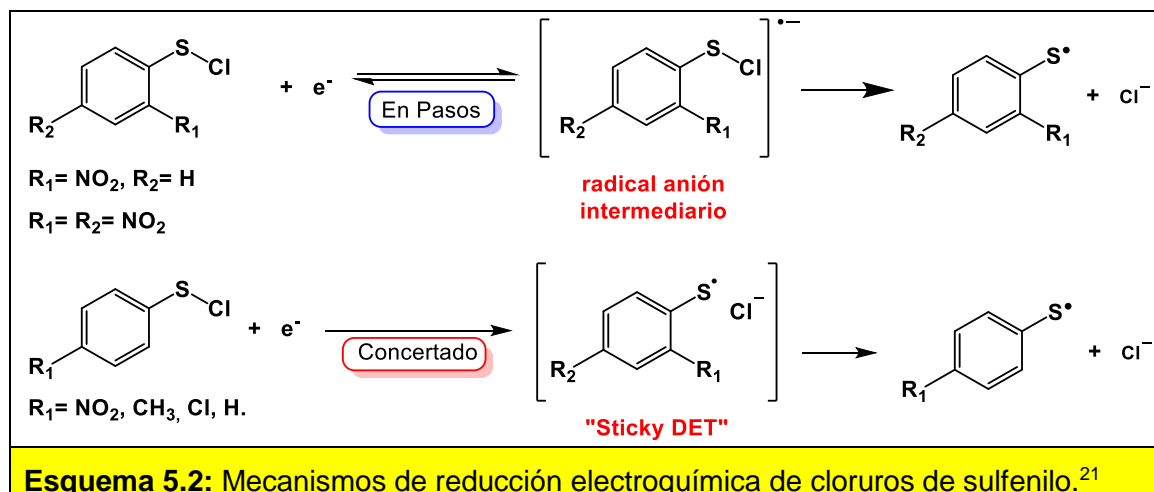 S
Cl
R₂
R₁
+ e⁻
En Pasos
S
Cl
R₂
R₁
•−
radical anión
intermediario
S•
R₂
R₁
+ Cl⁻
R₁= NO₂, R₂= H
R₁= R₂= NO₂
S
Cl
R₁
+ e⁻
Concertado
S•
Cl⁻
R₂
R₁
"Sticky DET"
S•
R₁
+ Cl⁻
R₁= NO₂, CH₃, Cl, H.
Esquema 5.2: Mecanismos de reducción electroquímica de cloruros de sulfenilo.²¹